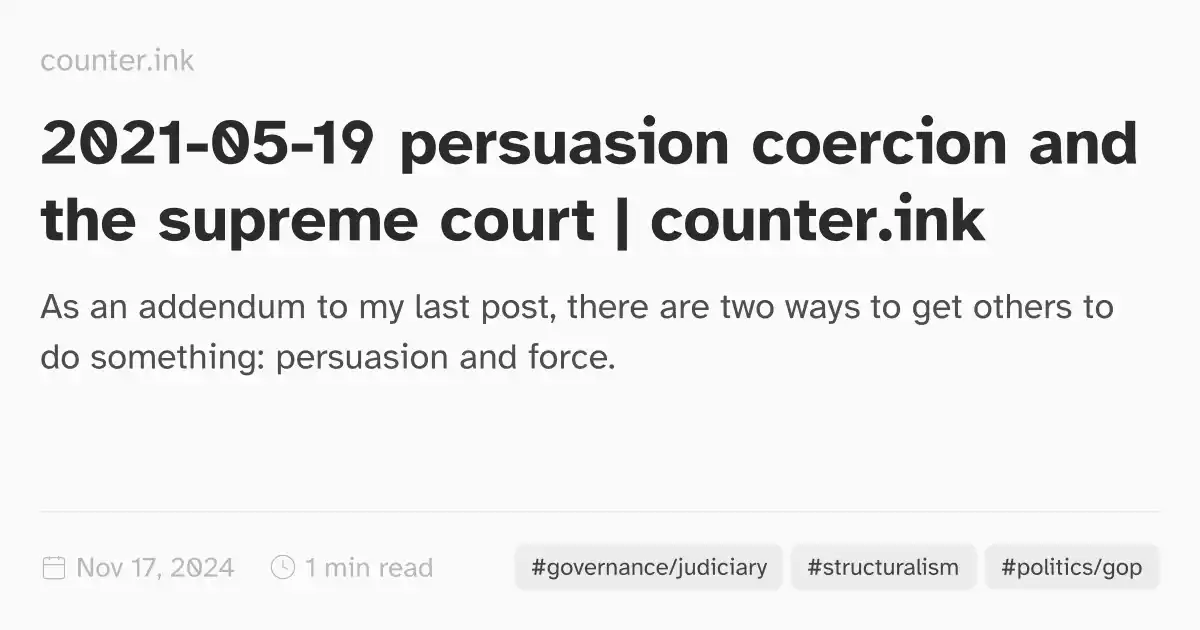 counter.ink
2021-05-19 persuasion coercion and
the supreme court | counter.ink
As an addendum to my last post, there are two ways to get others to
do something: persuasion and force.
Nov 17, 2024 1 min read #governance/judiciary #structuralism #politics/gop